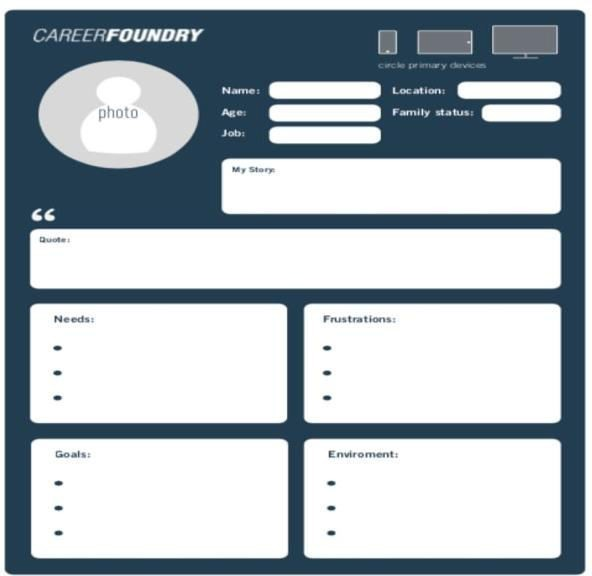 CAREERFOUNDRY
circle primary devices
photo
Name: Location:
Age: Family status:
Job:
My Story:
“
Quote:
Needs: Frustrations:
Goals: Enviroment: